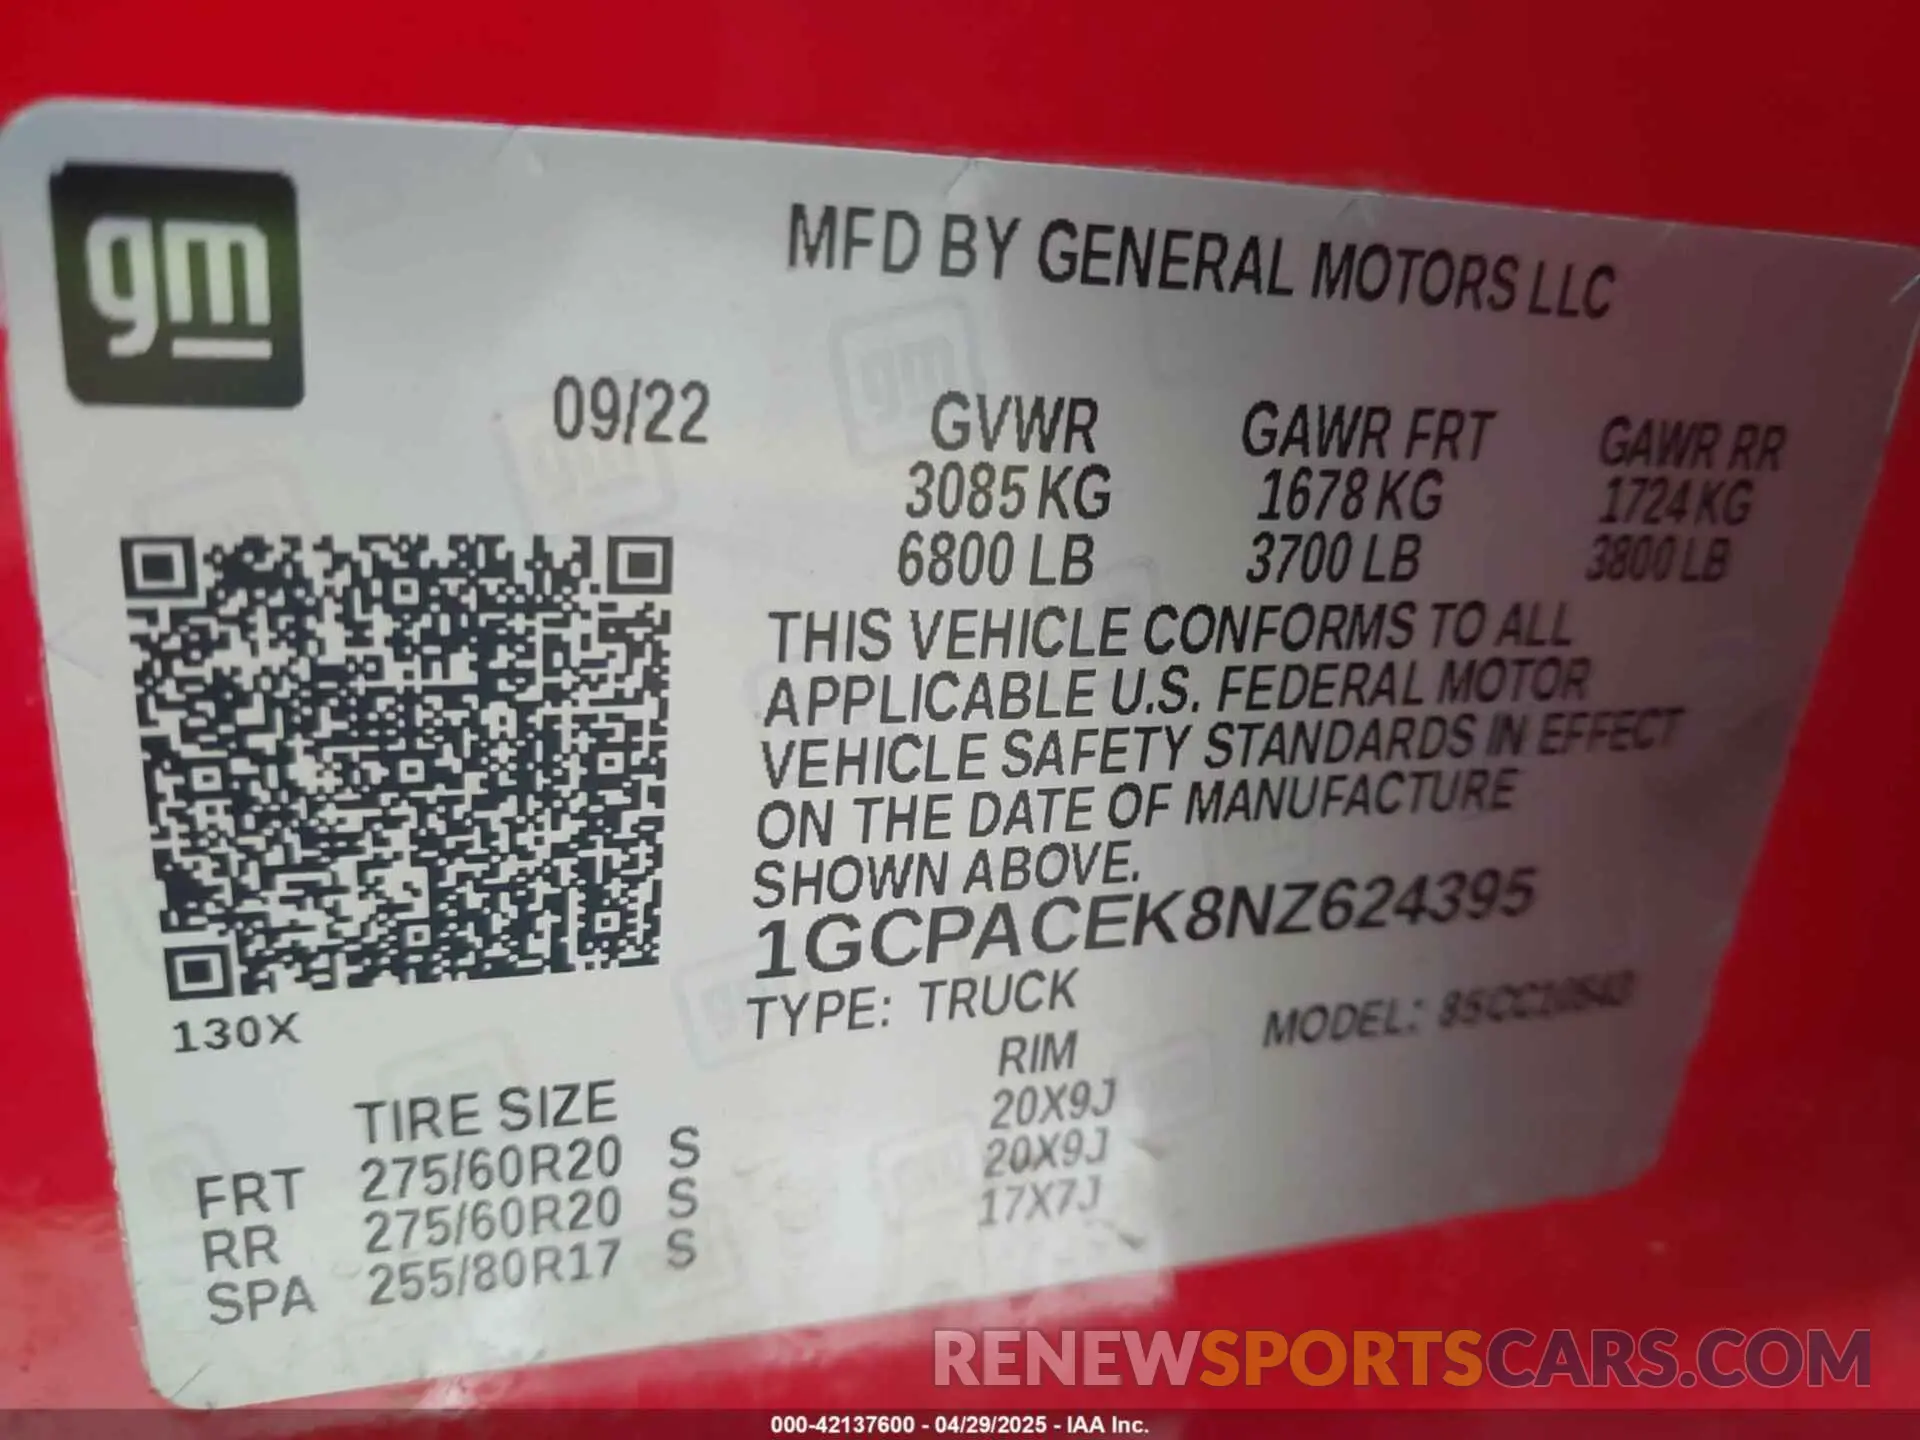 gm
MFD BY GENERAL MOTORS LLC
09/22
GVWR GAWR FRT GAWR RR
3085 KG 1678 KG 1724 KG
6800 LB 3700 LB 3800 LB
THIS VEHICLE CONFORMS TO ALL
APPLICABLE U.S. FEDERAL MOTOR
VEHICLE SAFETY STANDARDS IN EFFECT
ON THE DATE OF MANUFACTURE
SHOWN ABOVE.
1GCPACEK8NZ624395
TYPE: TRUCK MODEL:
130X
TIRE SIZE RIM
FRT 275/60R20 S 20X9J
RR 275/60R20 S 20X9J
SPA 255/80R17 S 17X7J
RENEWSPORTSCARS.COM
000-42137600 - 04/29/2025 - IAA Inc.